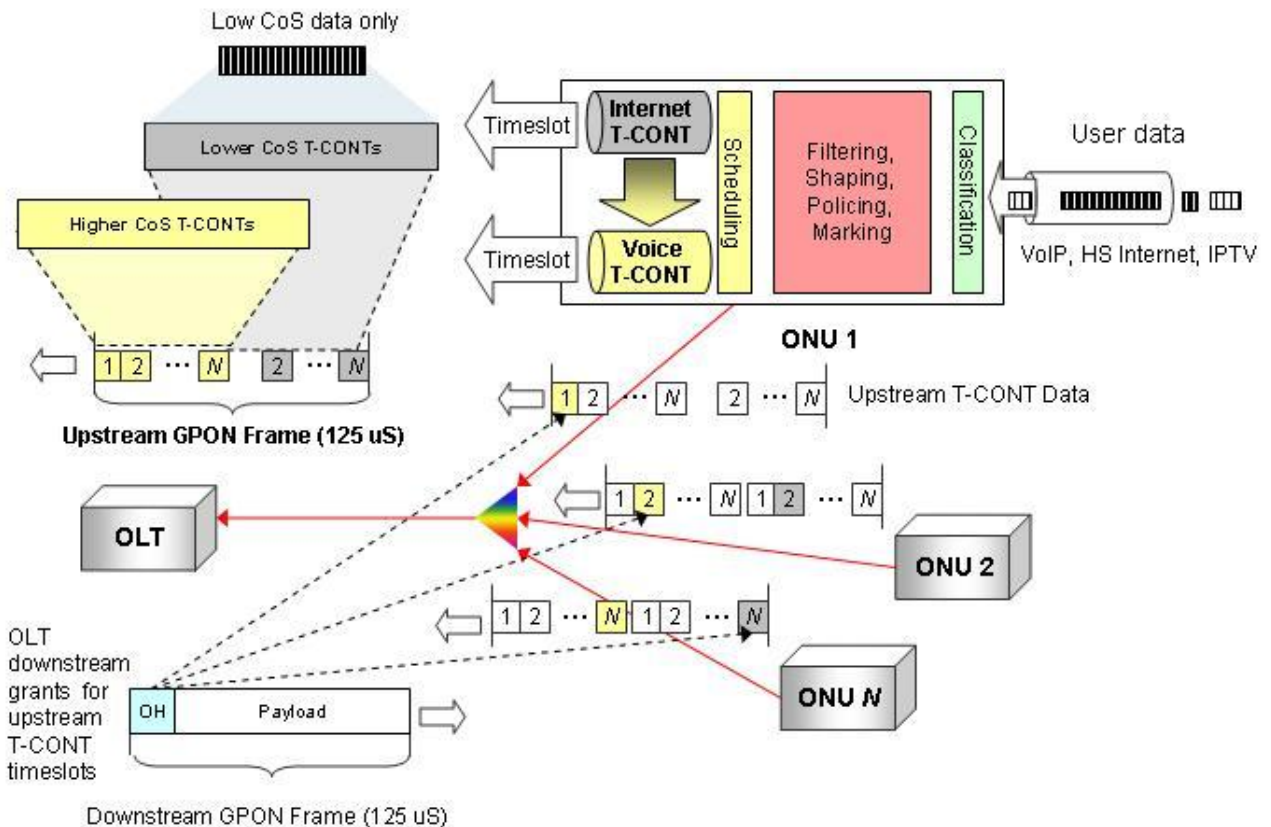 Low CoS data only
Lower CoS T-CONTs
Higher CoS T-CONTs
1 2 ··· N 2 ··· N
Upstream GPON Frame (125 uS)
Timeslot
Timeslot
Internet
T-CONT
Voice
T-CONT
Scheduling
Filtering,
Shaping,
Policing,
Marking
Classification
User data
VoIP, HS Internet, IPTV
ONU 1
1 2 ··· N 2 ··· N
Upstream T-CONT Data
1 2 ··· N 1 2 ··· N
OLT
ONU 2
1 2 ··· N 1 2 ··· N
ONU N
OLT
downstream
grants for
upstream
T-CONT
timeslots
OH
Payload
Downstream GPON Frame (125 uS)